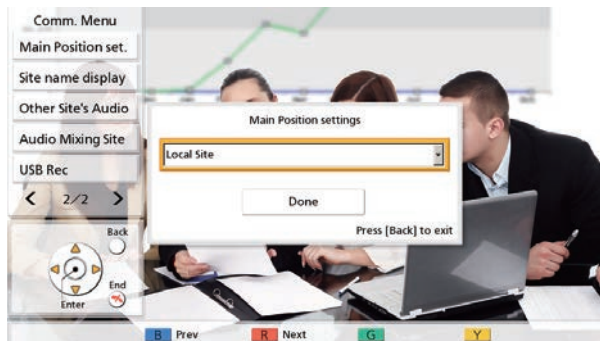 Comm. Menu
Main Position set.
Site name display
Other Site's Audio
Audio Mixing Site
USB Rec
< 2/2 >
Back
End
Enter
Main Position settings
Local Site
Done
Press [Back] to exit
B Prev R Next G Y